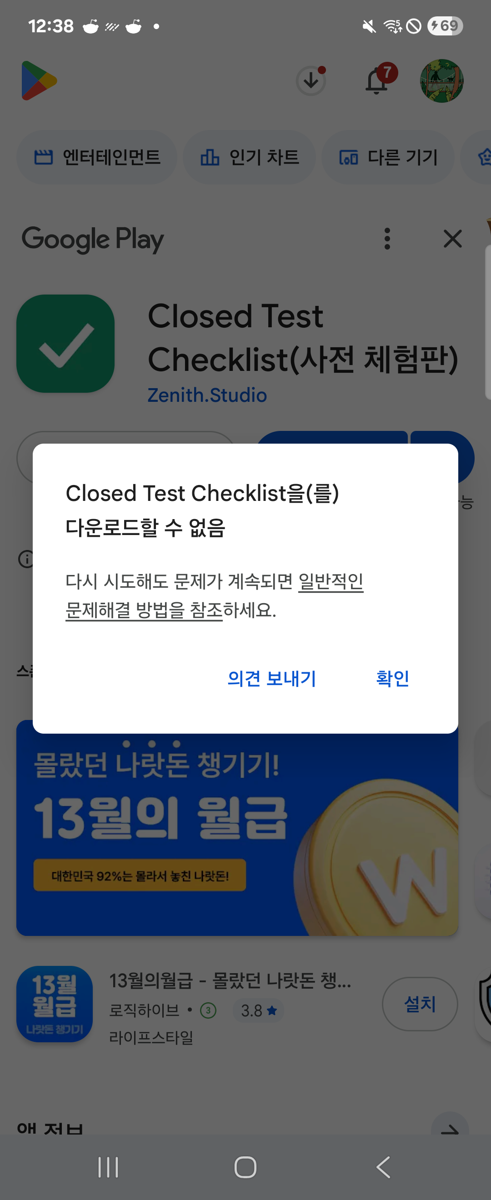 12:38
69
7
엔터테인먼트
인기 차트
다른 기기
Google Play
Closed Test
Checklist(사전 체험판)
Zenith.Studio
능
Closed Test Checklist을(를)
다운로드할 수 없음
다시 시도해도 문제가 계속되면 일반적인
문제해결 방법을 참조하세요.
의견 보내기
확인
스
몰랐던 나랏돈 챙기기!
13월의 월급
대한민국 92%는 몰라서 놓친 나랏돈!
W
13월
월급
나랏돈 챙기기
13월의월급 - 몰랐던 나랏돈 챙...
로직하이브 • 3 3.8 ★
라이프스타일
설치
앱 정보